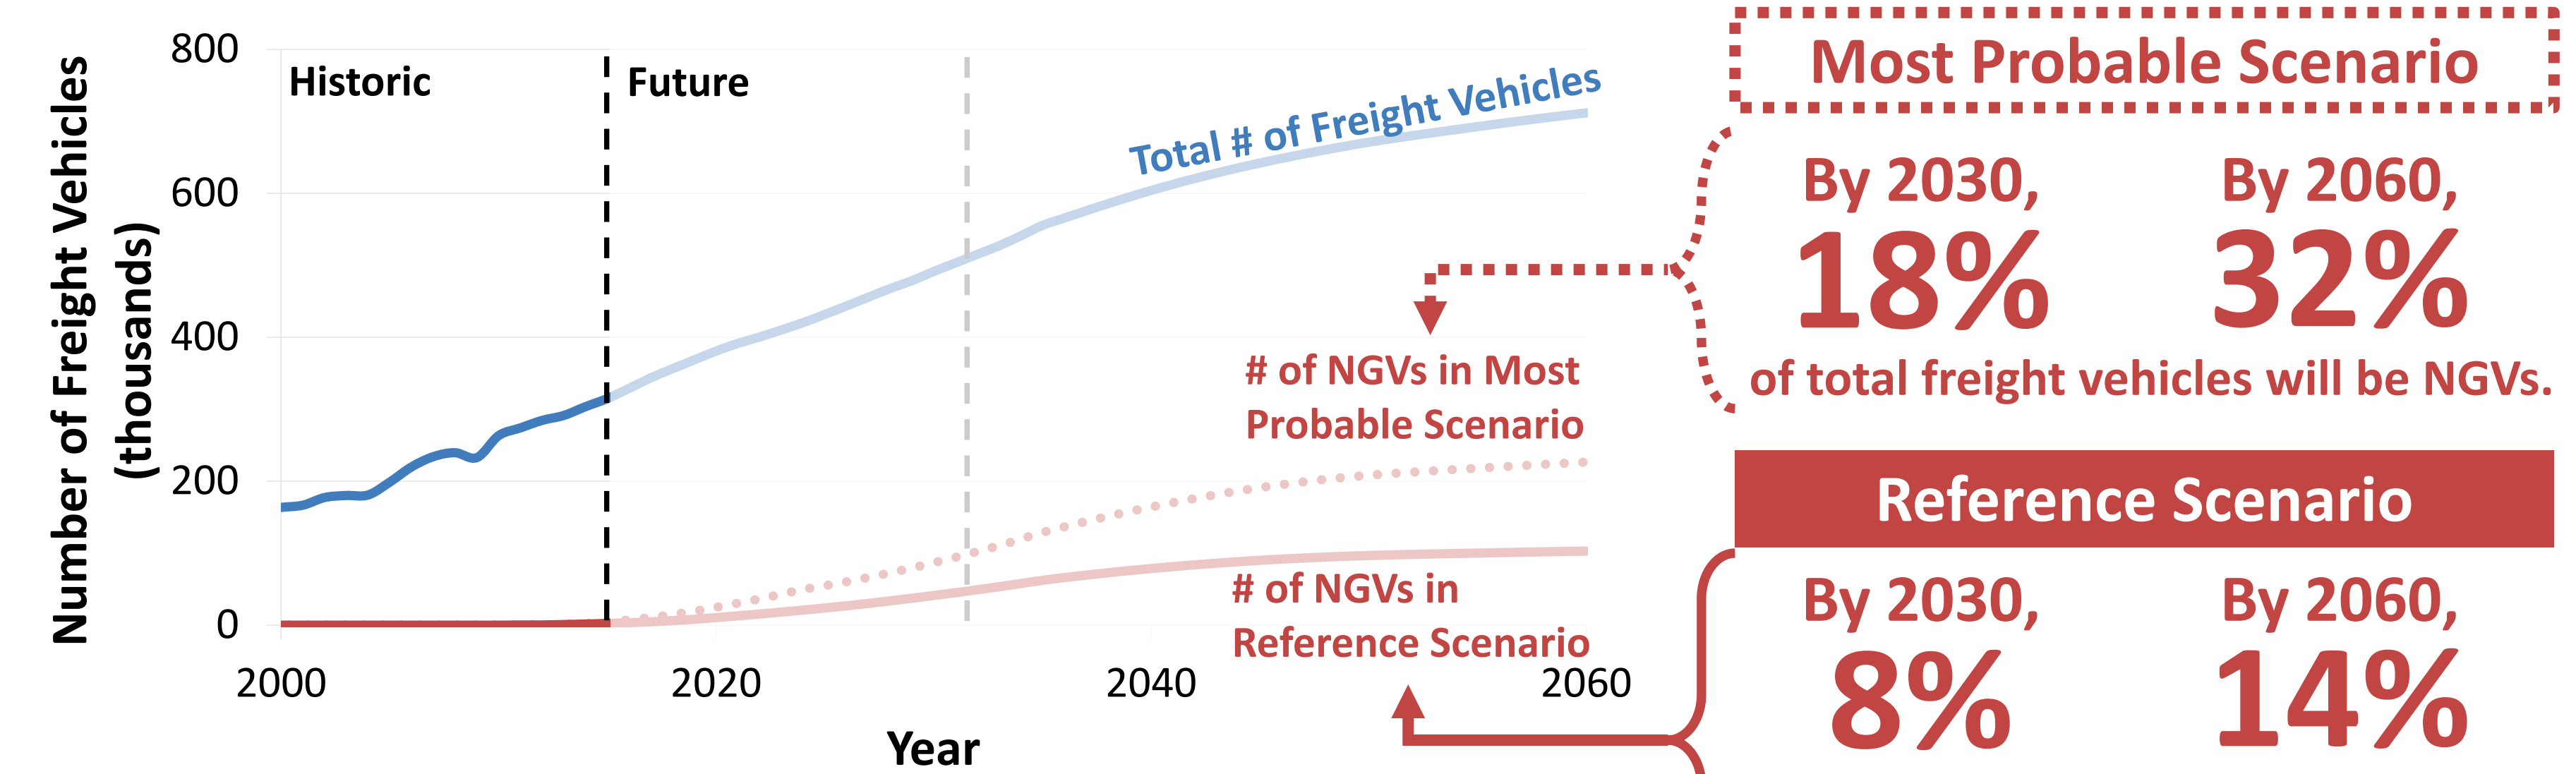 Number of Freight Vehicles
(thousands)
800
600
400
200
0
Historic
Future
Total # of Freight Vehicles
# of NGVs in Most
Probable Scenario
# of NGVs in
Reference Scenario
2000
2020
2040
2060
Year
Most Probable Scenario
By 2030,
By 2060,
18%
32%
of total freight vehicles will be NGVs.
Reference Scenario
By 2030,
By 2060,
8%
14%